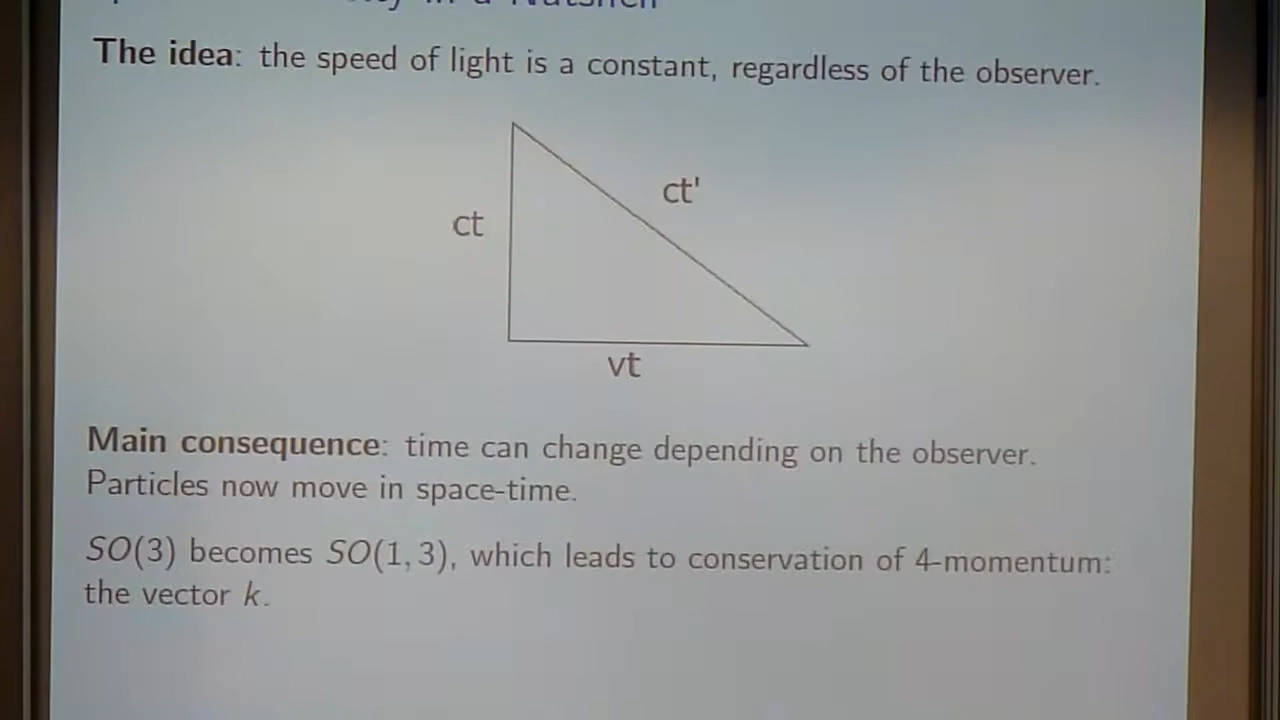 in a Nutshell
The idea: the speed of light is a constant, regardless of the observer.
ct'
ct
vt
Main consequence: time can change depending on the observer.
Particles now move in space-time.
SO(3) becomes SO(1, 3), which leads to conservation of 4-momentum:
the vector k.